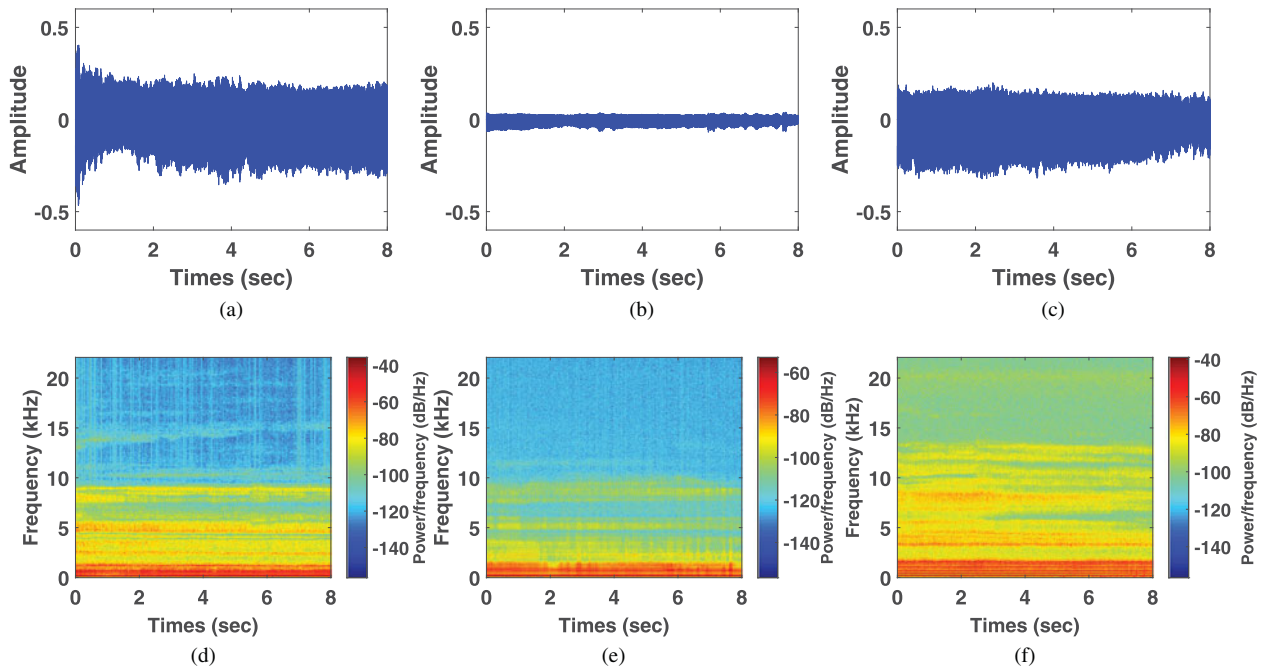 0.5 0.5 0.5
Amplitude Amplitude Amplitude
0 0 0
-0.5 -0.5 -0.5
0 2 4 6 8 0 2 4 6 8 0 2 4 6 8
Times (sec) Times (sec) Times (sec)
(a) (b) (c)
Frequency (kHz) 20 15 10 5 0
0 2 4 6 8
Times (sec)
-40 -60 -80 -100 -120 -140
Power/frequency (dB/Hz)
(d)
Frequency (kHz) 20 15 10 5 0
0 2 4 6 8
Times (sec)
-60 -80 -100 -120 -140
Power/frequency (dB/Hz)
(e)
Frequency (kHz) 20 15 10 5 0
0 2 4 6 8
Times (sec)
-40 -60 -80 -100 -120 -140
Power/frequency (dB/Hz)
(f)